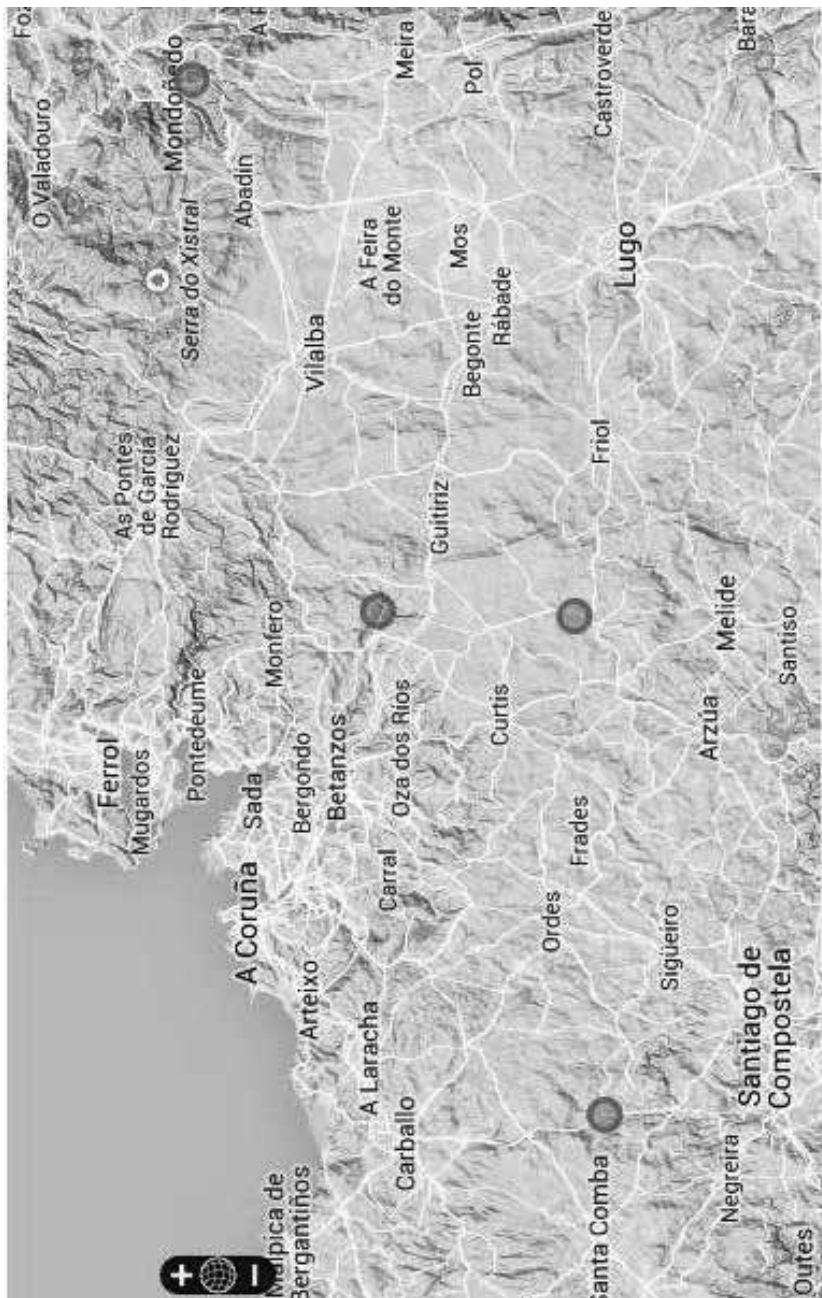 Foa
O Valadouro
Ferrol
Mugardos
As Pontes
de García
Rodríguez
Mondoñedo
Serra do Xistral
Pontedeume
A Coruña
Sada
Abadín
Malpica de
Bergantiños
Monfero
Bergondo
Arteixo
Vilalba
Betanzos
A Laracha
A Feira
do Monte
Carral
Oza dos Ríos
Carballo
Meira
Guitiriz
Mos
Begonte
Pol
Curtis
Rábade
Ordes
Frades
Santa Comba
Friol
Castroverde
Lugo
Sigüeiro
Arzúa
Melide
Negreira
Bara
Santiago de
Compostela
Santiso
Outes